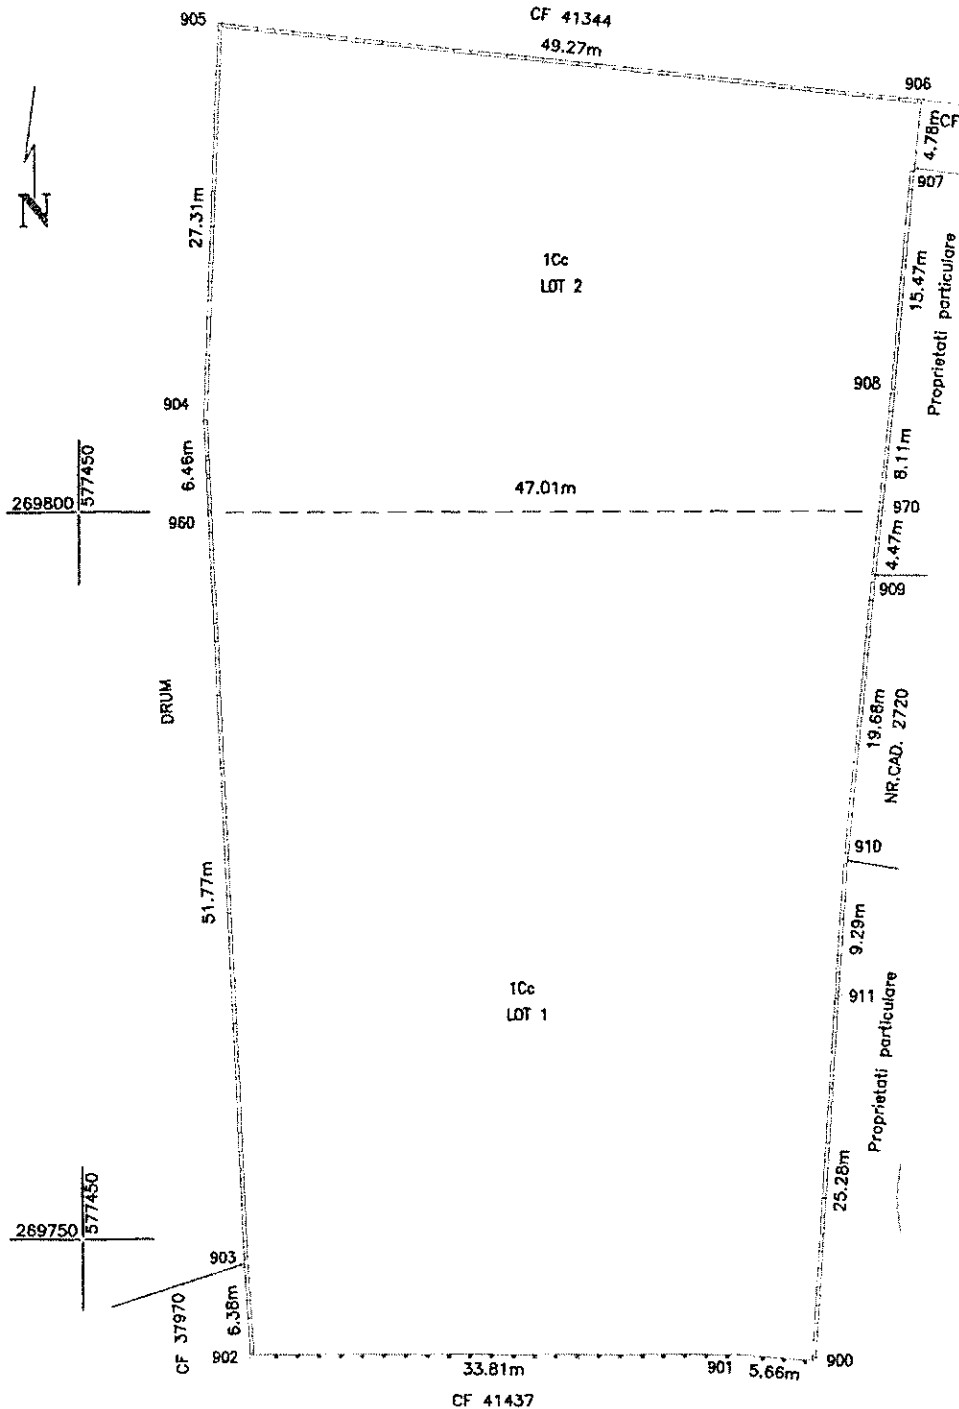 CF 41344
905
49.27m
906
CF
4.78m
907
N
27.31m
15.47m
Proprietati particulare
1Cc
LOT 2
908
904
6.46m
8.11m
577450
269800
47.01m
970
960
4.47m
909
DRUM
19.68m
NR.CAD. 2720
910
51.77m
9.29m
1Cc
LOT 1
911
Proprietati particulare
25.28m
577450
269750
903
CF 37970
6.38m
902
33.81m
901
5.66m
900
CF 41437